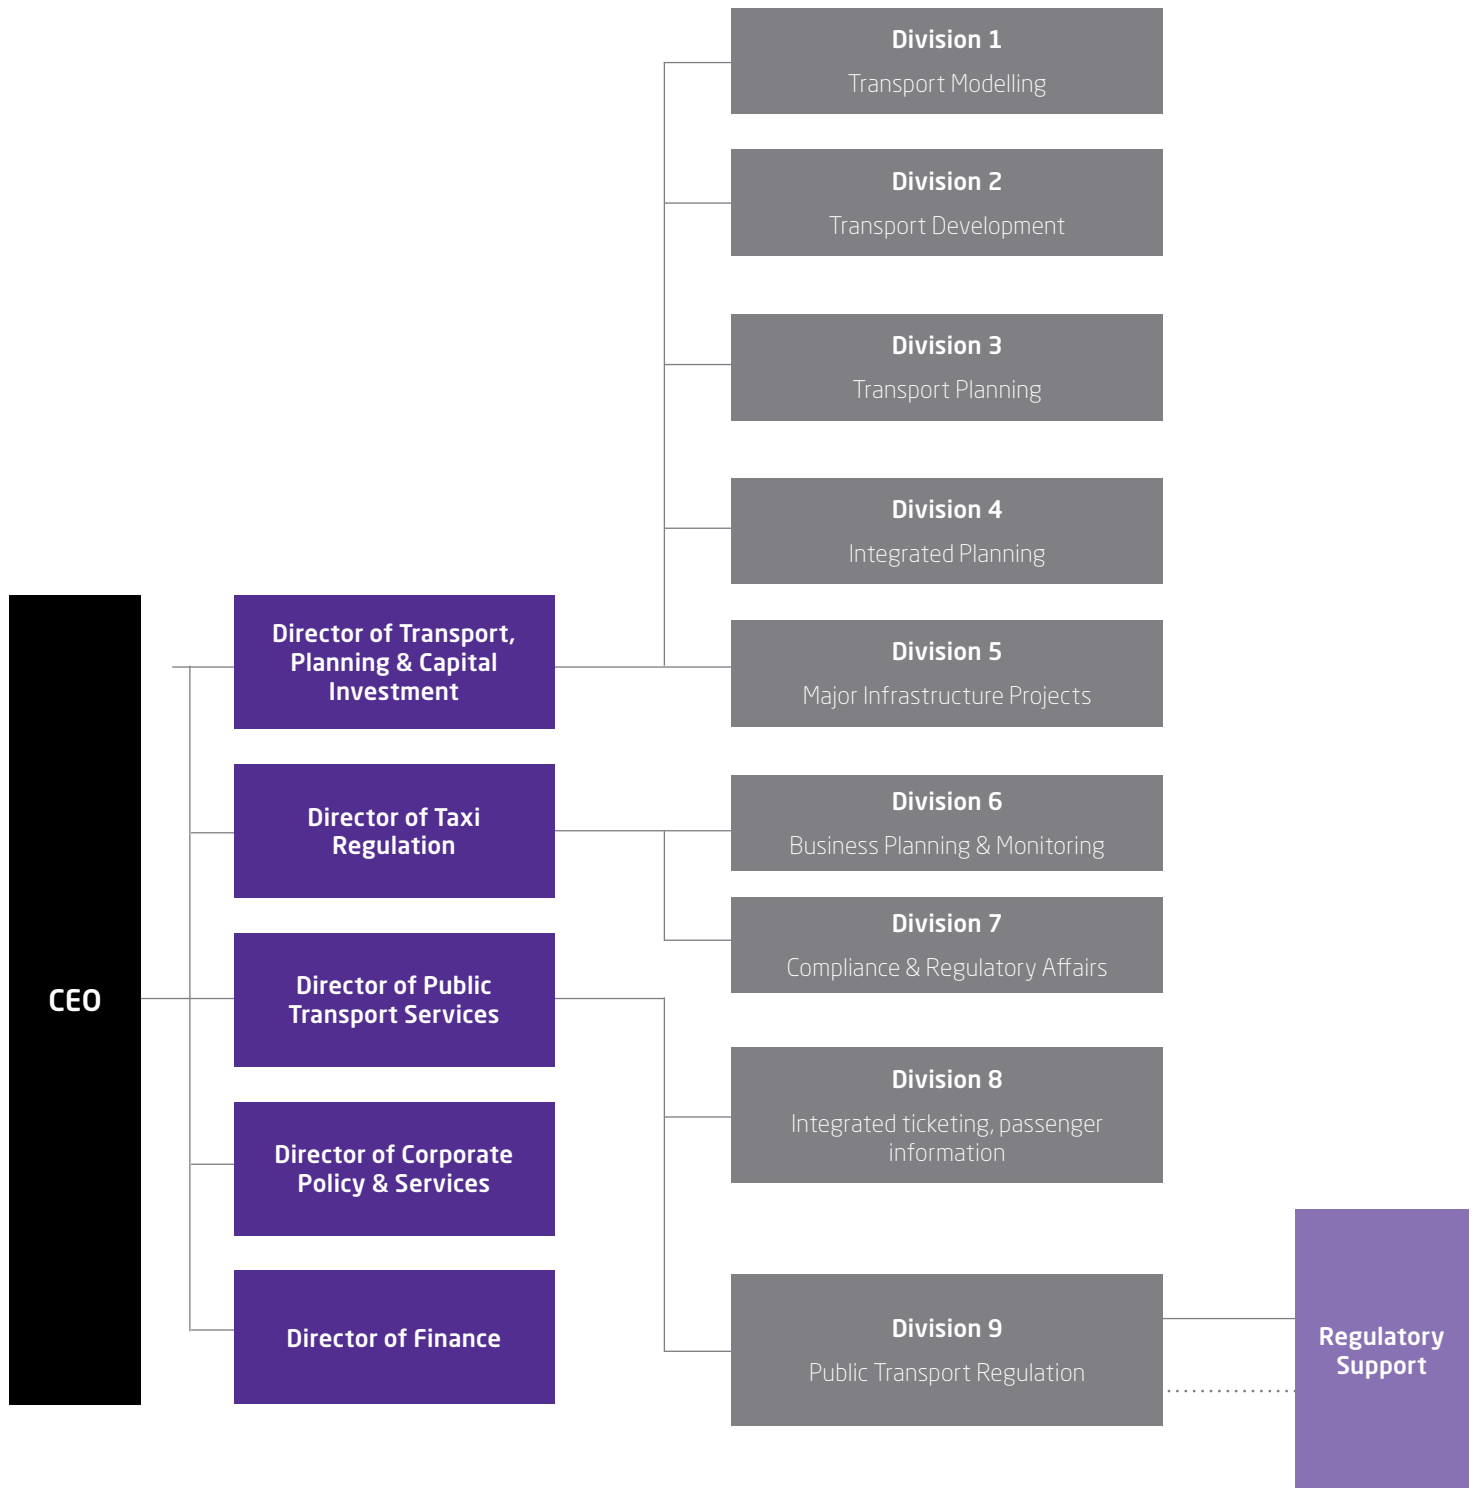 CEO
Director of Transport,
Planning & Capital
Investment
Director of Taxi
Regulation
Director of Public
Transport Services
Director of Corporate
Policy & Services
Director of Finance
Division 1
Transport Modelling
Division 2
Transport Development
Division 3
Transport Planning
Division 4
Integrated Planning
Division 5
Major Infrastructure Projects
Division 6
Business Planning & Monitoring
Division 7
Compliance & Regulatory Affairs
Division 8
Integrated ticketing, passenger
information
Division 9
Public Transport Regulation
Regulatory
Support